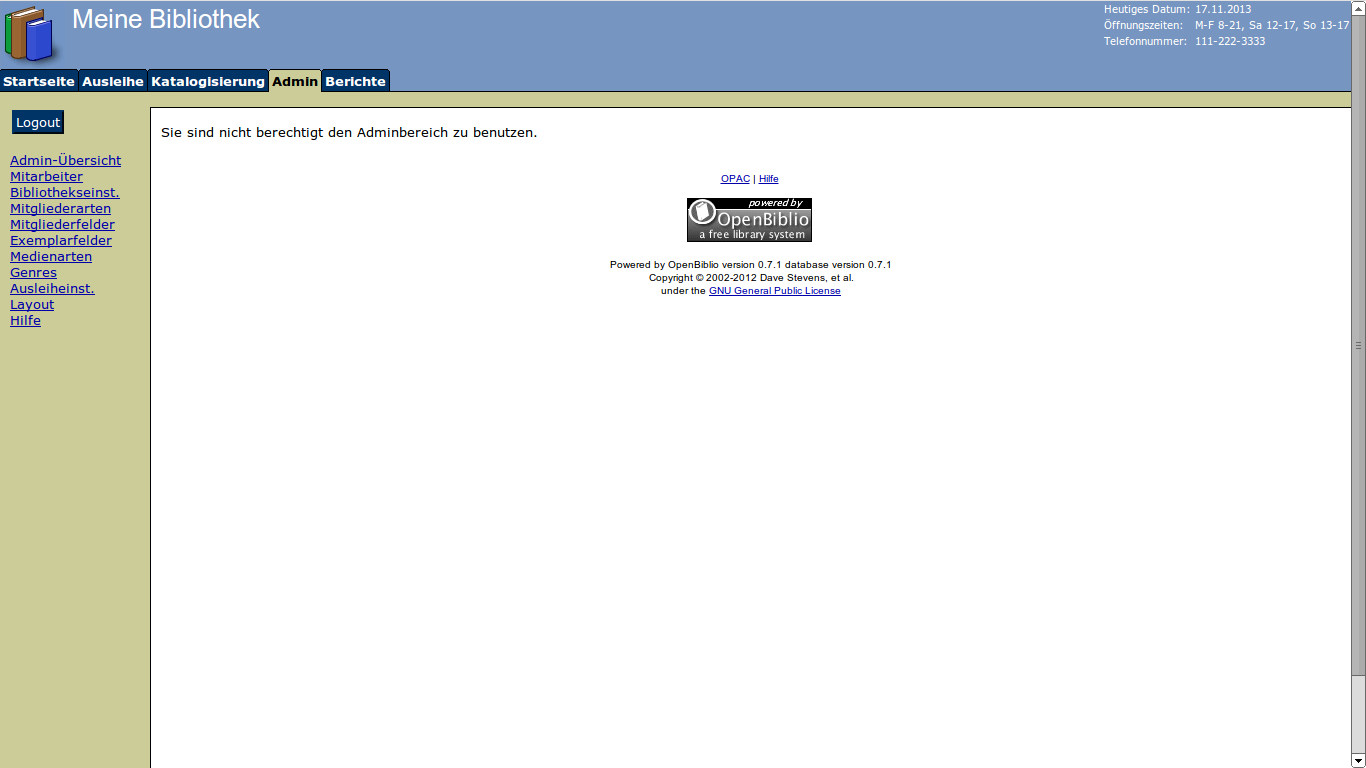 Meine Bibliothek
Heutiges Datum: 17.11.2013
Öffnungszeiten: M-F 8-21, Sa 12-17, So 13-17
Telefonnummer: 111-222-3333
Startseite Ausleihe Katalogisierung Admin Berichte
Logout
Admin-Übersicht
Mitarbeiter
Bibliothekseinst.
Mitgliederarten
Mitgliederfelder
Exemplarfelder
Medienarten
Genres
Ausleiheinst.
Layout
Hilfe
Sie sind nicht berechtigt den Adminbereich zu benutzen.
OPAC | Hilfe
powered by
OpenBiblio
a free library system
Powered by OpenBiblio version 0.7.1 database version 0.7.1
Copyright © 2002-2012 Dave Stevens, et al.
under the GNU General Public License